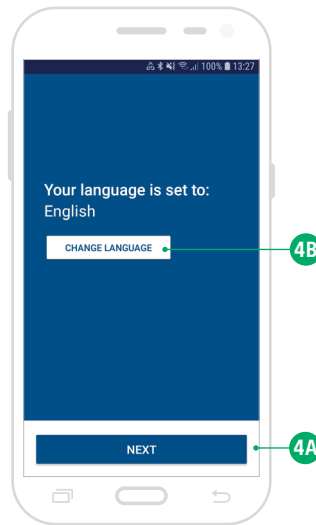 100% 13:27
Your language is set to:
English
CHANGE LANGUAGE
4B
NEXT
4A